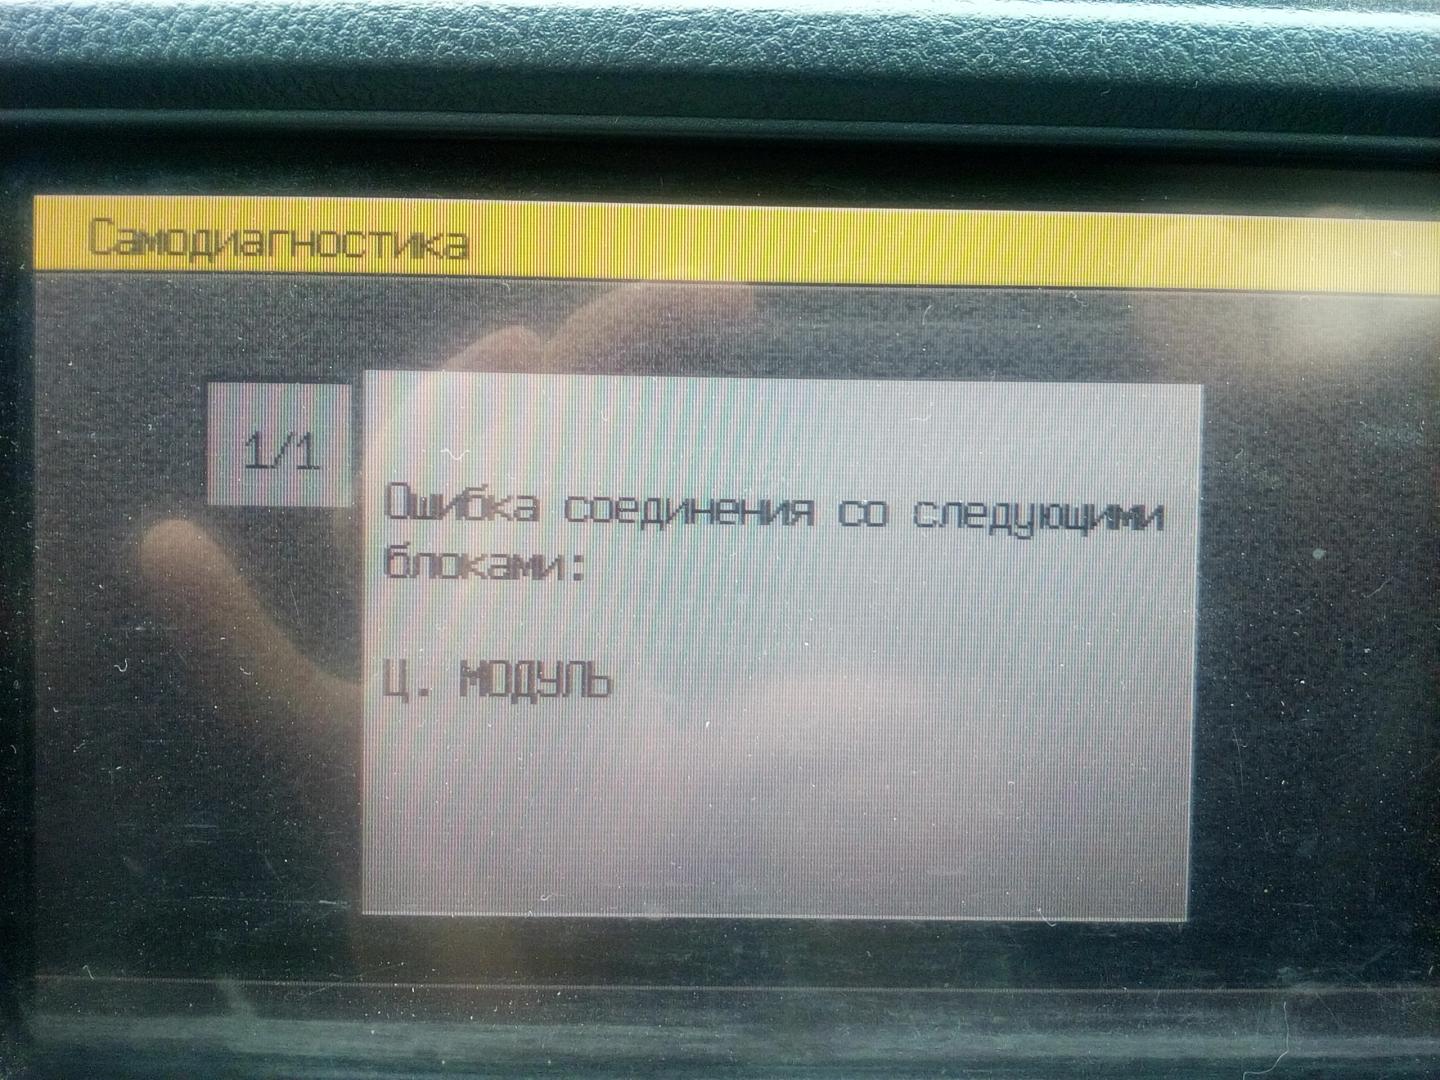 Самодиагностика
1/1
Ошибка соединения со следующими
блоками:
Ц. МОДУЛЬ